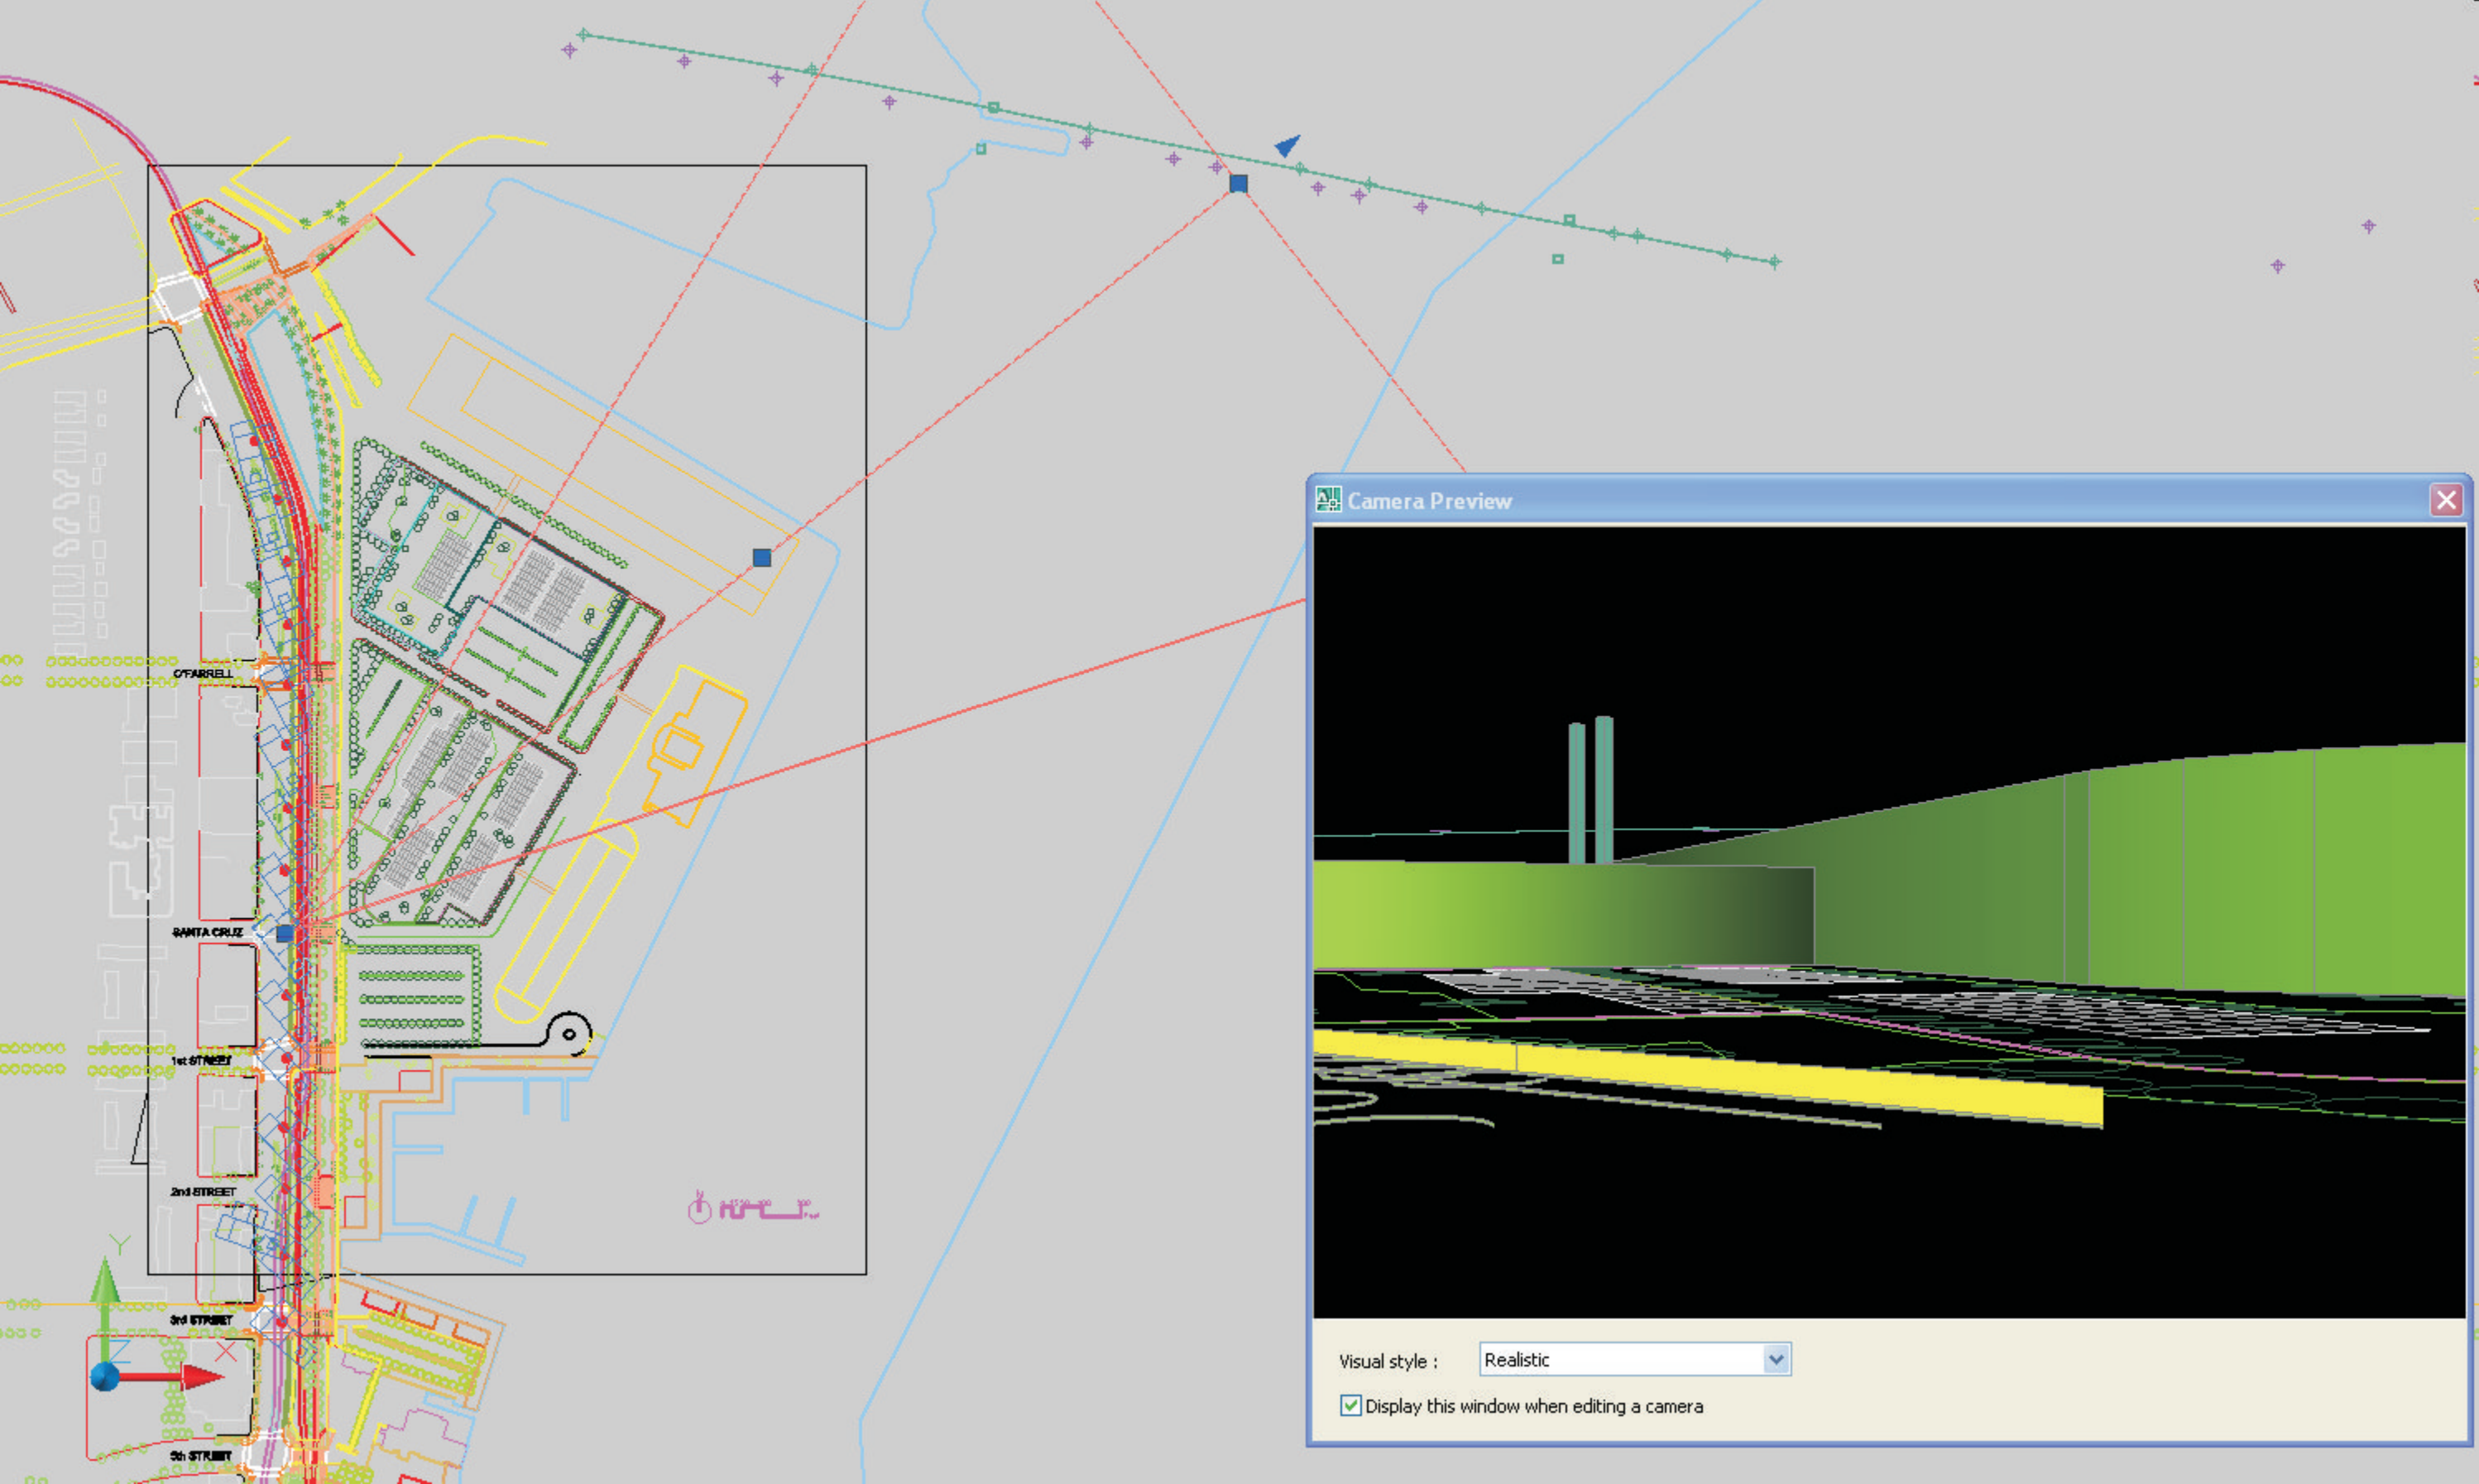 Camera Preview
O'FARRELL
SANTA CRUZ
1st STREET
2nd STREET
3rd STREET
5th STREET
Y
Z
X
N
Visual style :
Realistic
Display this window when editing a camera